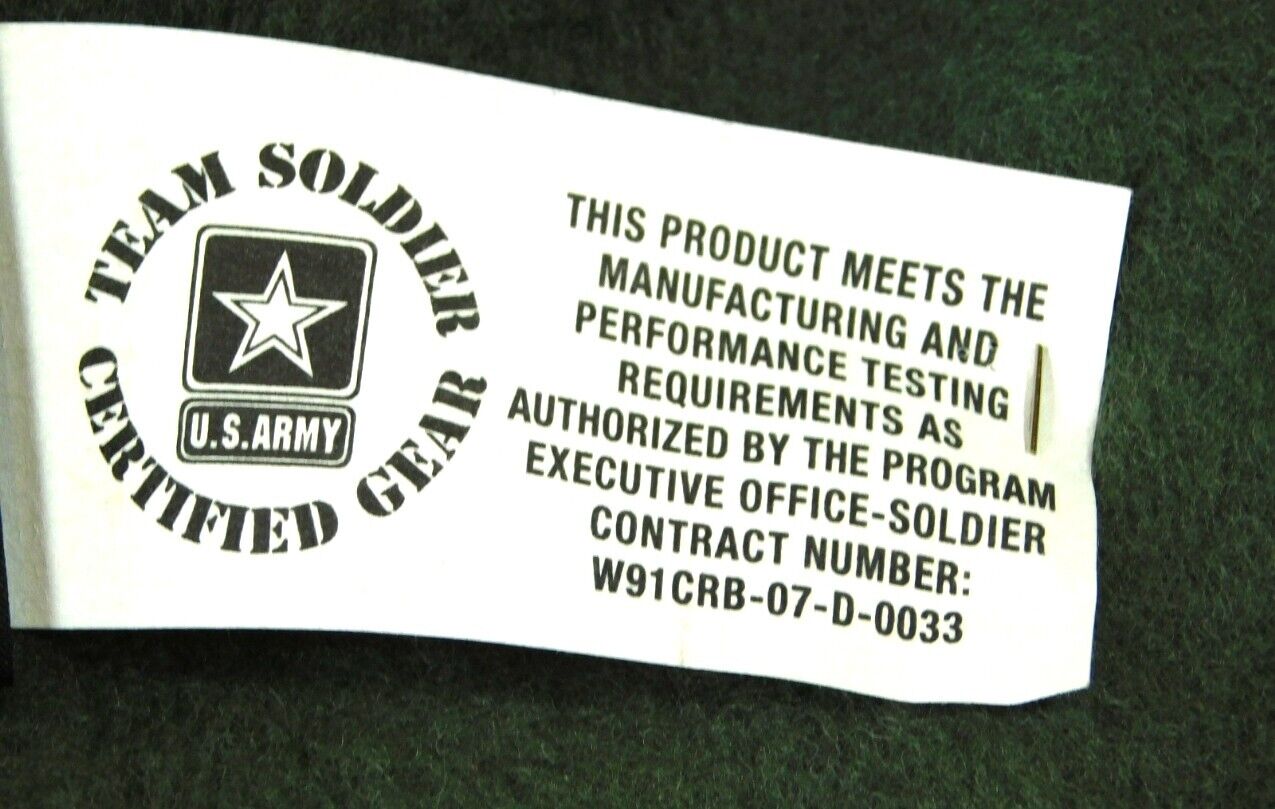 TEAM SOLDIER
CERTIFIED GEAR
U.S.ARMY
THIS PRODUCT MEETS THE
MANUFACTURING AND
PERFORMANCE TESTING
REQUIREMENTS AS
AUTHORIZED BY THE PROGRAM
EXECUTIVE OFFICE-SOLDIER
CONTRACT NUMBER:
W91CRB-07-D-0033